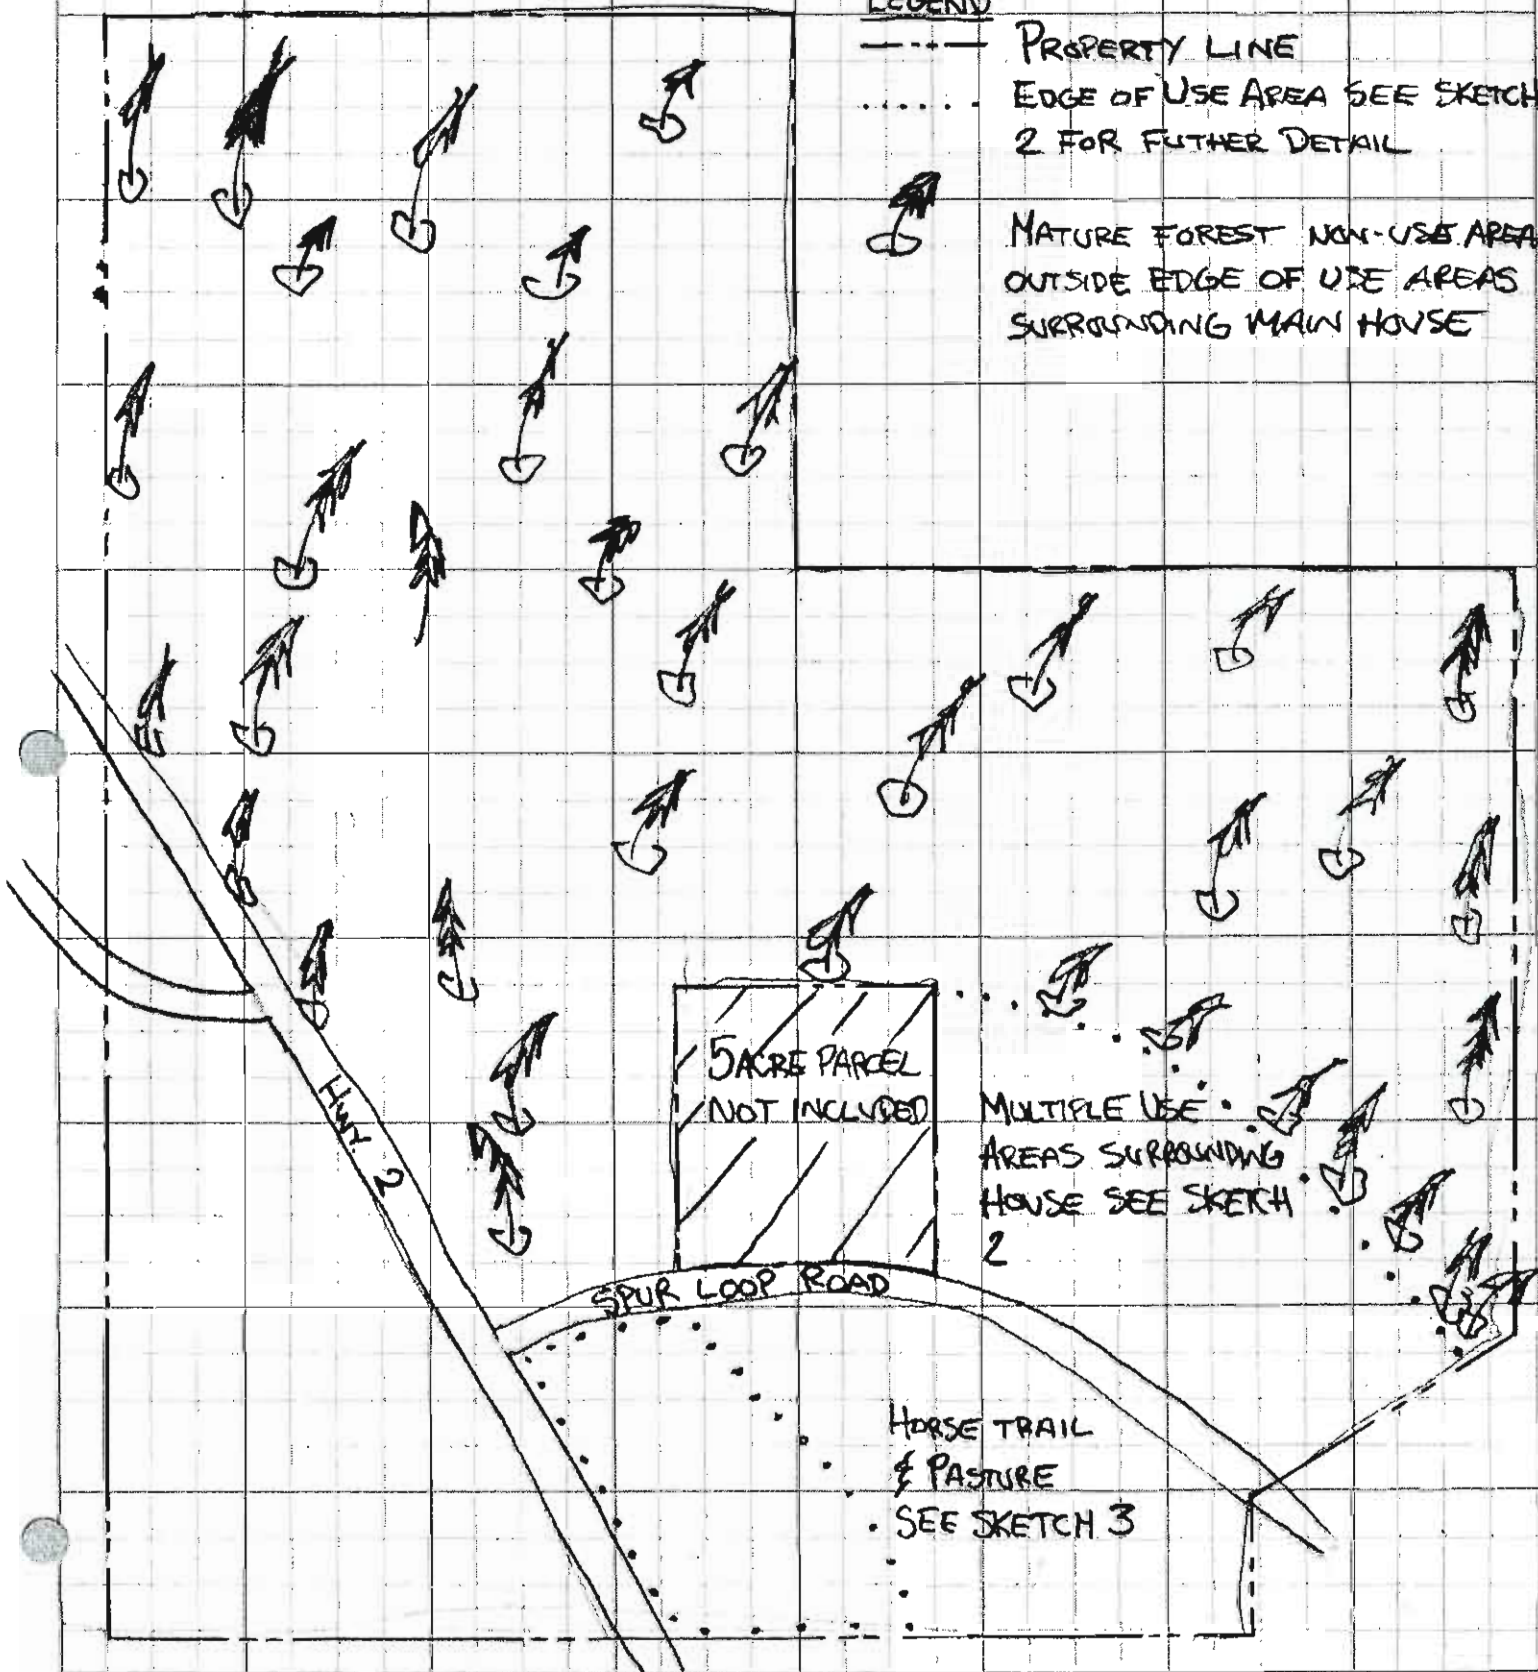 LEGEND
PROPERTY LINE
EDGE OF USE AREA SEE SKETCH
2 FOR FUTHER DETAIL
MATURE FOREST NON-USE AREA
OUTSIDE EDGE OF USE AREAS
SURROUNDING MAIN HOUSE
5 ACRE PARCEL
NOT INCLUDED
MULTIPLE USE
AREAS SURROUNDING
HOUSE SEE SKETCH
2
HWY. 2
SPUR LOOP ROAD
HORSE TRAIL
& PASTURE
SEE SKETCH 3